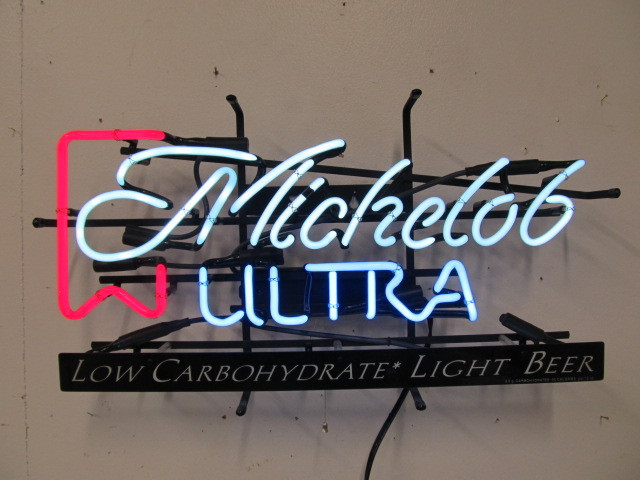 Michelob
ULTRA
LOW CARBOHYDRATE* LIGHT BEER